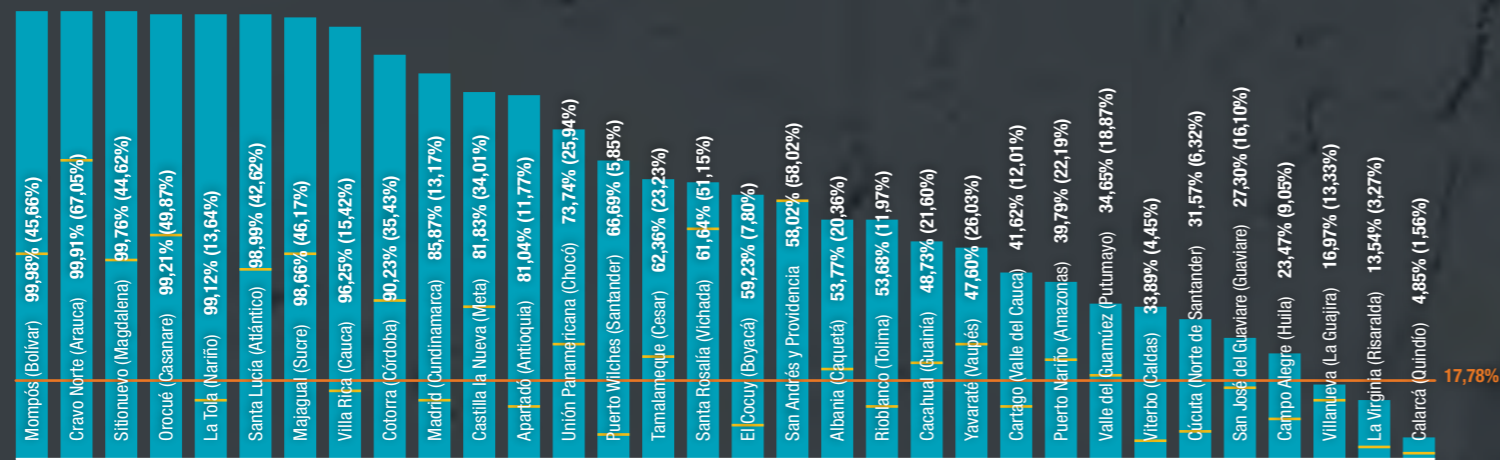 Mompós (Bolívar) 99,98% (45,66%)
Cravo Norte (Arauca) 99,91% (67,05%)
Sitionuevo (Magdalena) 99,76% (44,62%)
Orocué (Casanare) 99,21% (49,87%)
La Tola (Nariño) 99,12% (13,64%)
Santa Lucía (Atlántico) 98,99% (42,62%)
Majagual (Sucre) 98,66% (46,17%)
Villa Rica (Cauca) 96,25% (15,42%)
Cotorra (Córdoba) 90,23% (35,43%)
Madrid (Cundinamarca) 85,87% (13,17%)
Castilla la Nueva (Meta) 81,83% (34,01%)
Apartadó (Antioquia) 81,04% (11,77%)
Unión Panamericana (Chocó) 73,74% (25,94%)
Puerto Wilches (Santander) 66,69% (5,85%)
Tamalameque (Cesar) 62,36% (23,23%)
Santa Rosalía (Vichada) 61,64% (51,15%)
El Cocuy (Boyacá) 59,23% (7,80%)
San Andrés y Providencia 58,02% (58,02%)
Albania (Caquetá) 53,77% (20,36%)
Rioblanco (Tolima) 53,68% (11,97%)
Cacahual (Guainía) 48,73% (21,60%)
Yavaraté (Vaupés) 47,60% (26,03%)
Cartago (Valle del Cauca) 41,62% (12,01%)
Puerto Nariño (Amazonas) 39,79% (22,19%)
Valle del Guamúez (Putumayo) 34,65% (18,87%)
Viterbo (Caldas) 33,89% (4,45%)
Cúcuta (Norte de Santander) 31,57% (6,32%)
San José del Guaviare (Guaviare) 27,30% (16,10%)
Campo Alegre (Huila) 23,47% (9,05%)
Villanueva (La Guajira) 16,97% (13,33%)
La Virginia (Risaralda) 13,54% (3,27%)
Calarcá (Quindío) 4,85% (1,56%)
17,78%